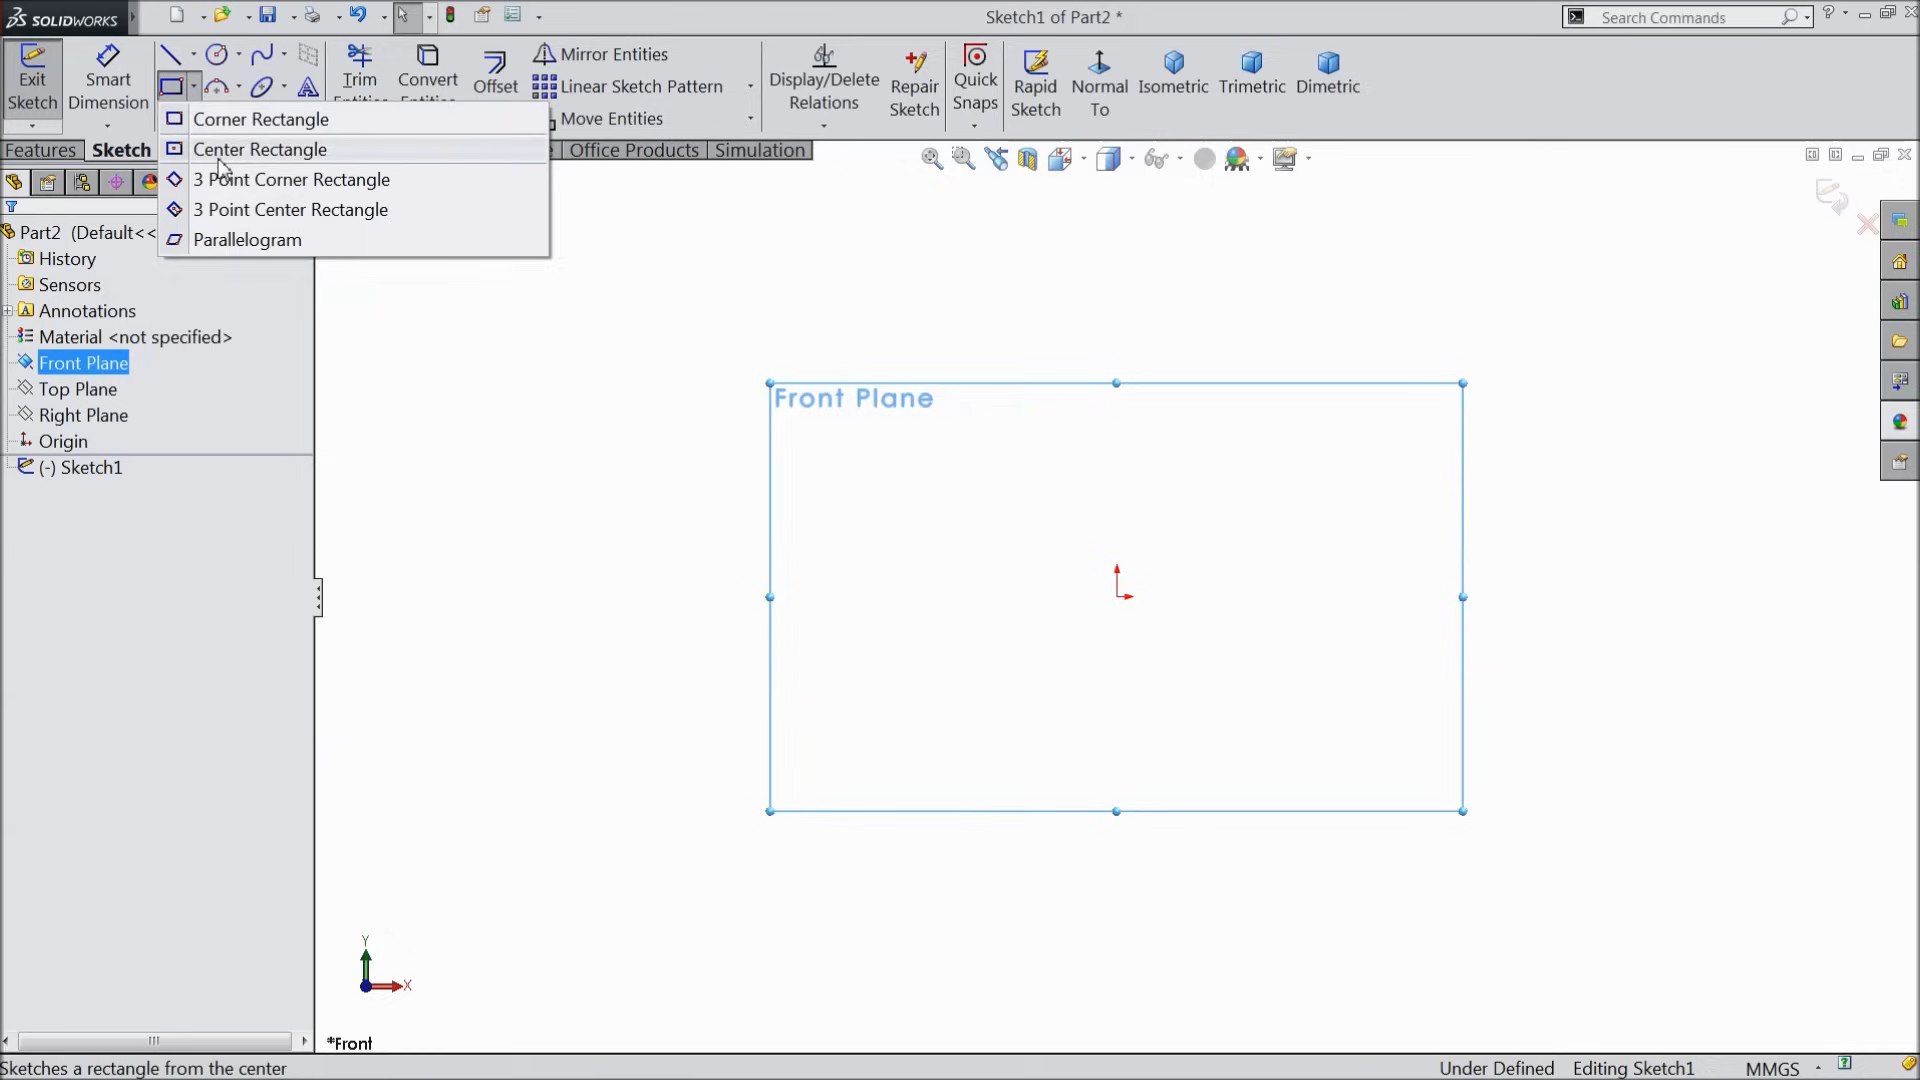 SOLIDWORKS
Sketch1 of Part2 *
Search Commands
Exit
Sketch
Smart
Dimension
Trim
Convert
Offset
Mirror Entities
Linear Sketch Pattern
Move Entities
Display/Delete
Relations
Repair
Sketch
Quick
Snaps
Rapid
Sketch
Normal
To
Isometric
Trimetric
Dimetric
Corner Rectangle
Center Rectangle
3 Point Corner Rectangle
3 Point Center Rectangle
Parallelogram
Features
Sketch
Office Products
Simulation
Part2 (Default<<
History
Sensors
Annotations
Material <not specified>
Front Plane
Top Plane
Right Plane
Origin
(-) Sketch1
Front Plane
Y
X
*Front
Sketches a rectangle from the center
Under Defined
Editing Sketch1
MMGS